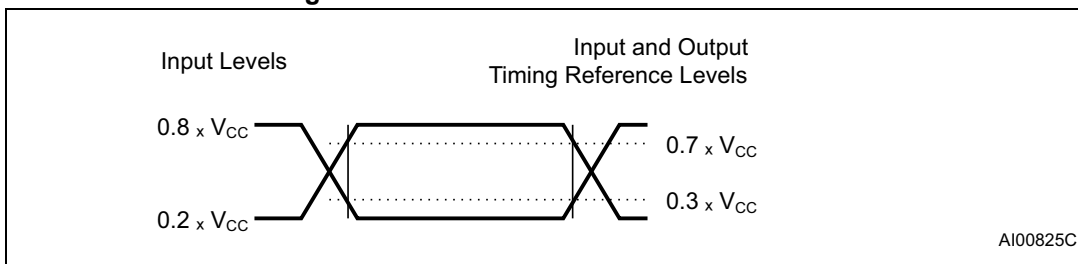 Input Levels
Input and Output
Timing Reference Levels
0.8 x VCC
0.7 x VCC
0.3 x VCC
0.2 x VCC
AI00825C